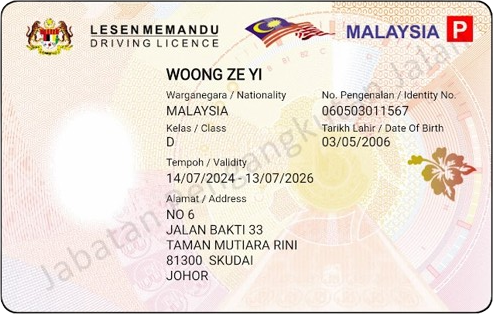 LESEN MEMANDU
DRIVING LICENCE
MALAYSIA P
WOONG ZE YI
Warganegara / Nationality
MALAYSIA
No. Pengenalan / Identity No.
060503011567
Kelas / Class
D
Tarikh Lahir / Date Of Birth
03/05/2006
Tempoh / Validity
14/07/2024 - 13/07/2026
Alamat / Address
NO 6
JALAN BAKTI 33
TAMAN MUTIARA RINI
81300 SKUDAI
JOHOR
Jabatan Pengangkutan Jalan